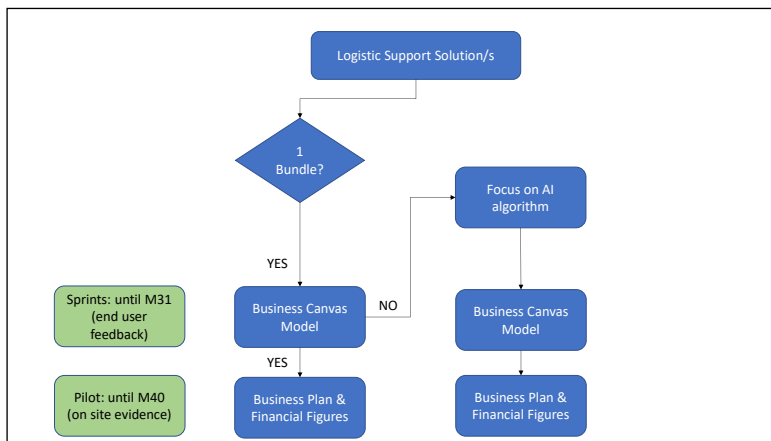 Logistic Support Solution/s
1
Bundle?
Focus on AI
algorithm
YES
Sprints: until M31
(end user
feedback)
Business Canvas
Model
NO
Business Canvas
Model
YES
Pilot: until M40
(on site evidence)
Business Plan &
Financial Figures
Business Plan &
Financial Figures